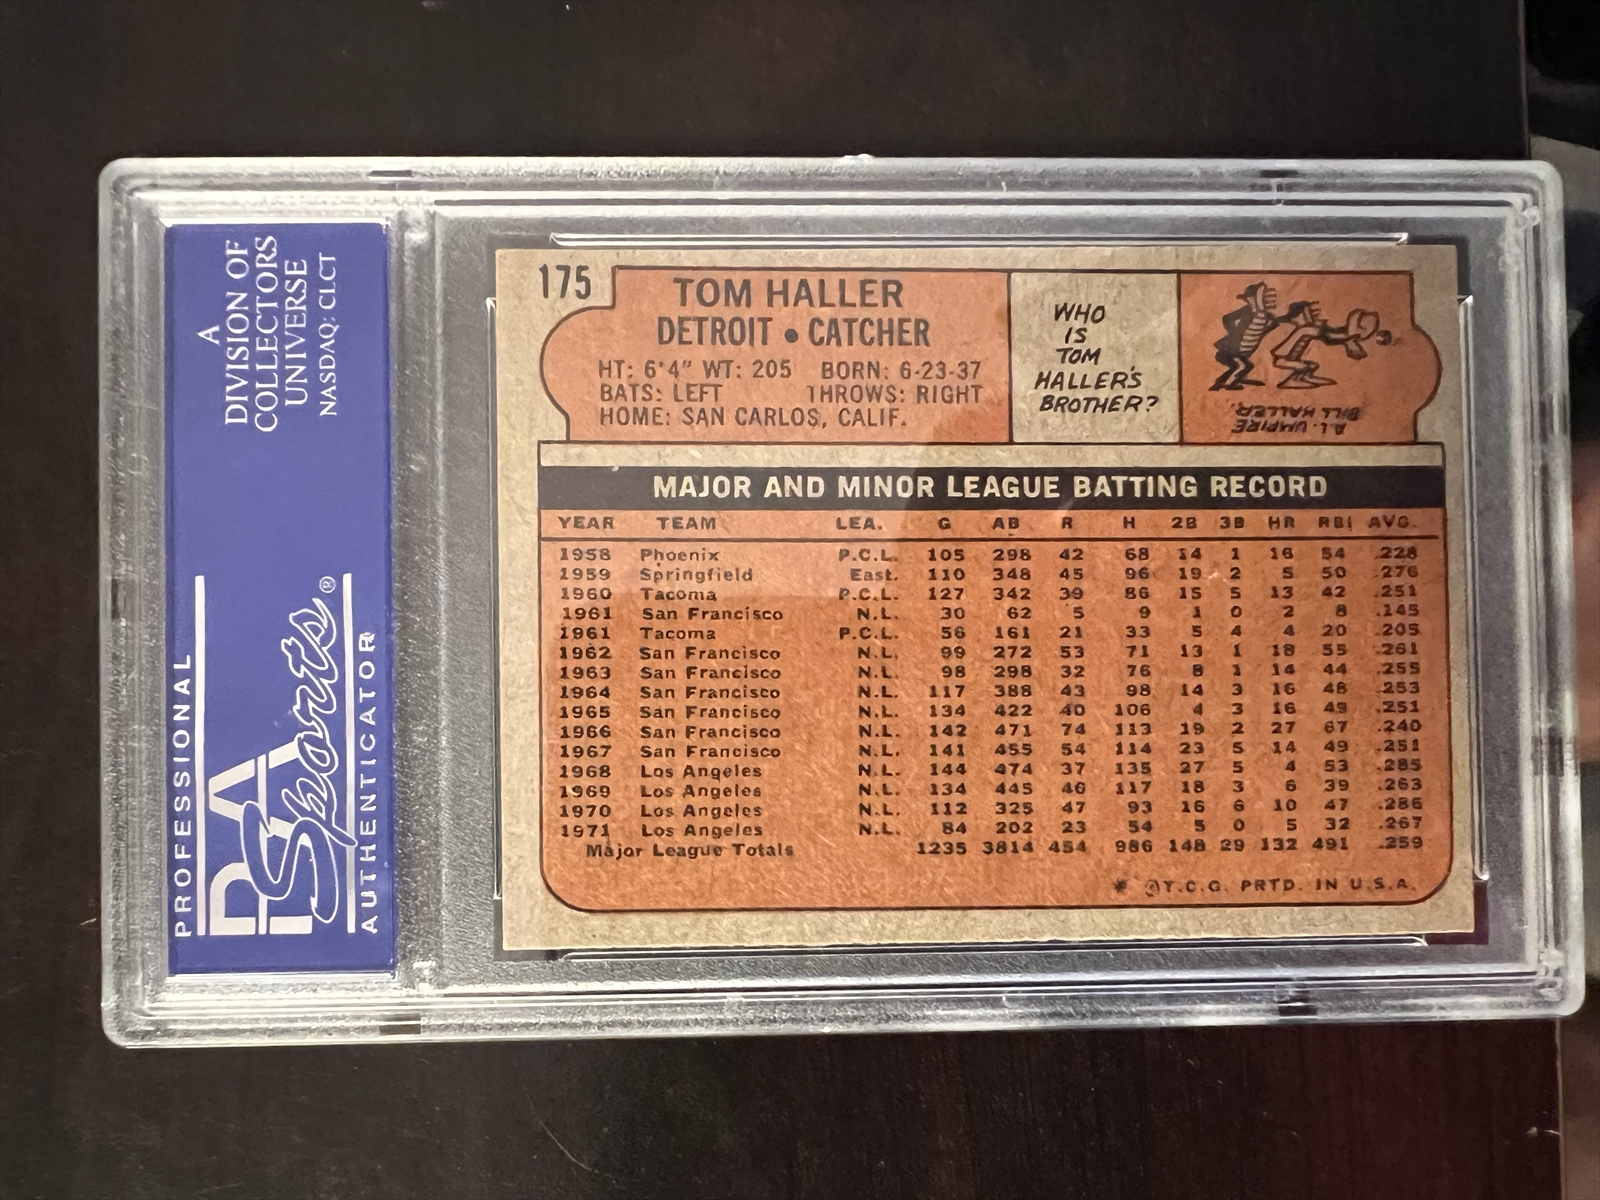 A
DIVISION OF
COLLECTORS
UNIVERSE
NASDAQ: CLCT
PROFESSIONAL
PSA
Sports®
AUTHENTICATOR
175
TOM HALLER
DETROIT • CATCHER
HT: 6'4" WT: 205 BORN: 6-23-37
BATS: LEFT THROWS: RIGHT
HOME: SAN CARLOS, CALIF.
WHO
IS
TOM
HALLER'S
BROTHER?
A.L. UMPIRE
BILL HALLER.
MAJOR AND MINOR LEAGUE BATTING RECORD
YEAR TEAM LEA. G AB R H 2B 3B HR RBI AVG.
1958 Phoenix P.C.L. 105 298 42 68 14 1 16 54 .228
1959 Springfield East. 110 348 45 96 19 2 5 50 .276
1960 Tacoma P.C.L. 127 342 39 86 15 5 13 42 .251
1961 San Francisco N.L. 30 62 5 9 1 0 2 8 .145
1961 Tacoma P.C.L. 56 161 21 33 5 4 4 20 .205
1962 San Francisco N.L. 99 272 53 71 13 1 18 55 .261
1963 San Francisco N.L. 98 298 32 76 8 1 14 44 .255
1964 San Francisco N.L. 117 388 43 98 14 3 16 48 .253
1965 San Francisco N.L. 134 422 40 106 4 3 16 49 .251
1966 San Francisco N.L. 142 471 74 113 19 2 27 67 .240
1967 San Francisco N.L. 141 455 54 114 23 5 14 49 .251
1968 Los Angeles N.L. 144 474 37 135 27 5 4 53 .285
1969 Los Angeles N.L. 134 445 46 117 18 3 6 39 .263
1970 Los Angeles N.L. 112 325 47 93 16 6 10 47 .286
1971 Los Angeles N.L. 84 202 23 54 5 0 5 32 .267
Major League Totals 1235 3814 454 986 148 29 132 491 .259
* ©T.C.G. PRTD. IN U.S.A.